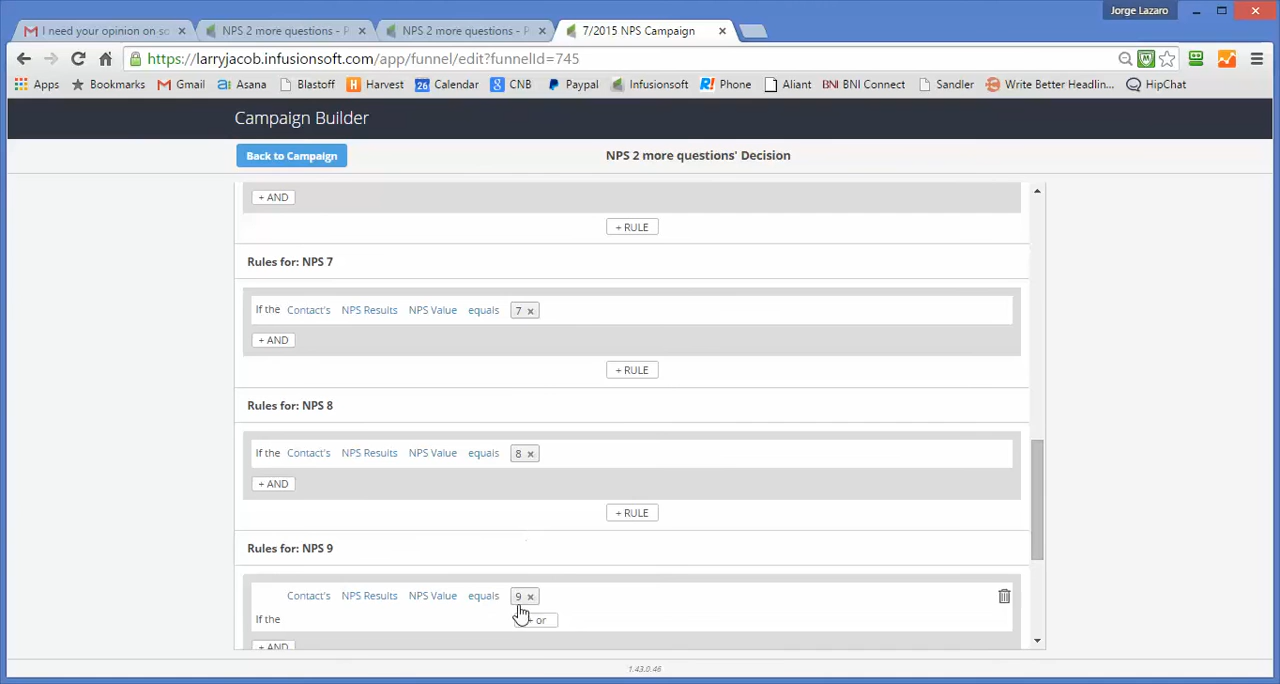 Jorge Lazaro
I need your opinion on so
NPS 2 more questions - P
NPS 2 more questions - P
7/2015 NPS Campaign
https://larryjacob.infusionsoft.com/app/funnel/edit?funnelId=745
Apps Bookmarks Gmail Asana Blastoff Harvest 26 Calendar CNB Paypal Infusionsoft R! Phone Aliant BNI BNI Connect Sandler Write Better Headlin... HipChat
Campaign Builder
Back to Campaign
NPS 2 more questions' Decision
+ AND
+ RULE
Rules for: NPS 7
If the Contact's NPS Results NPS Value equals 7 x
+ AND
+ RULE
Rules for: NPS 8
If the Contact's NPS Results NPS Value equals 8 x
+ AND
+ RULE
Rules for: NPS 9
Contact's NPS Results NPS Value equals 9 x
If the + or
+ AND
1.43.0.46